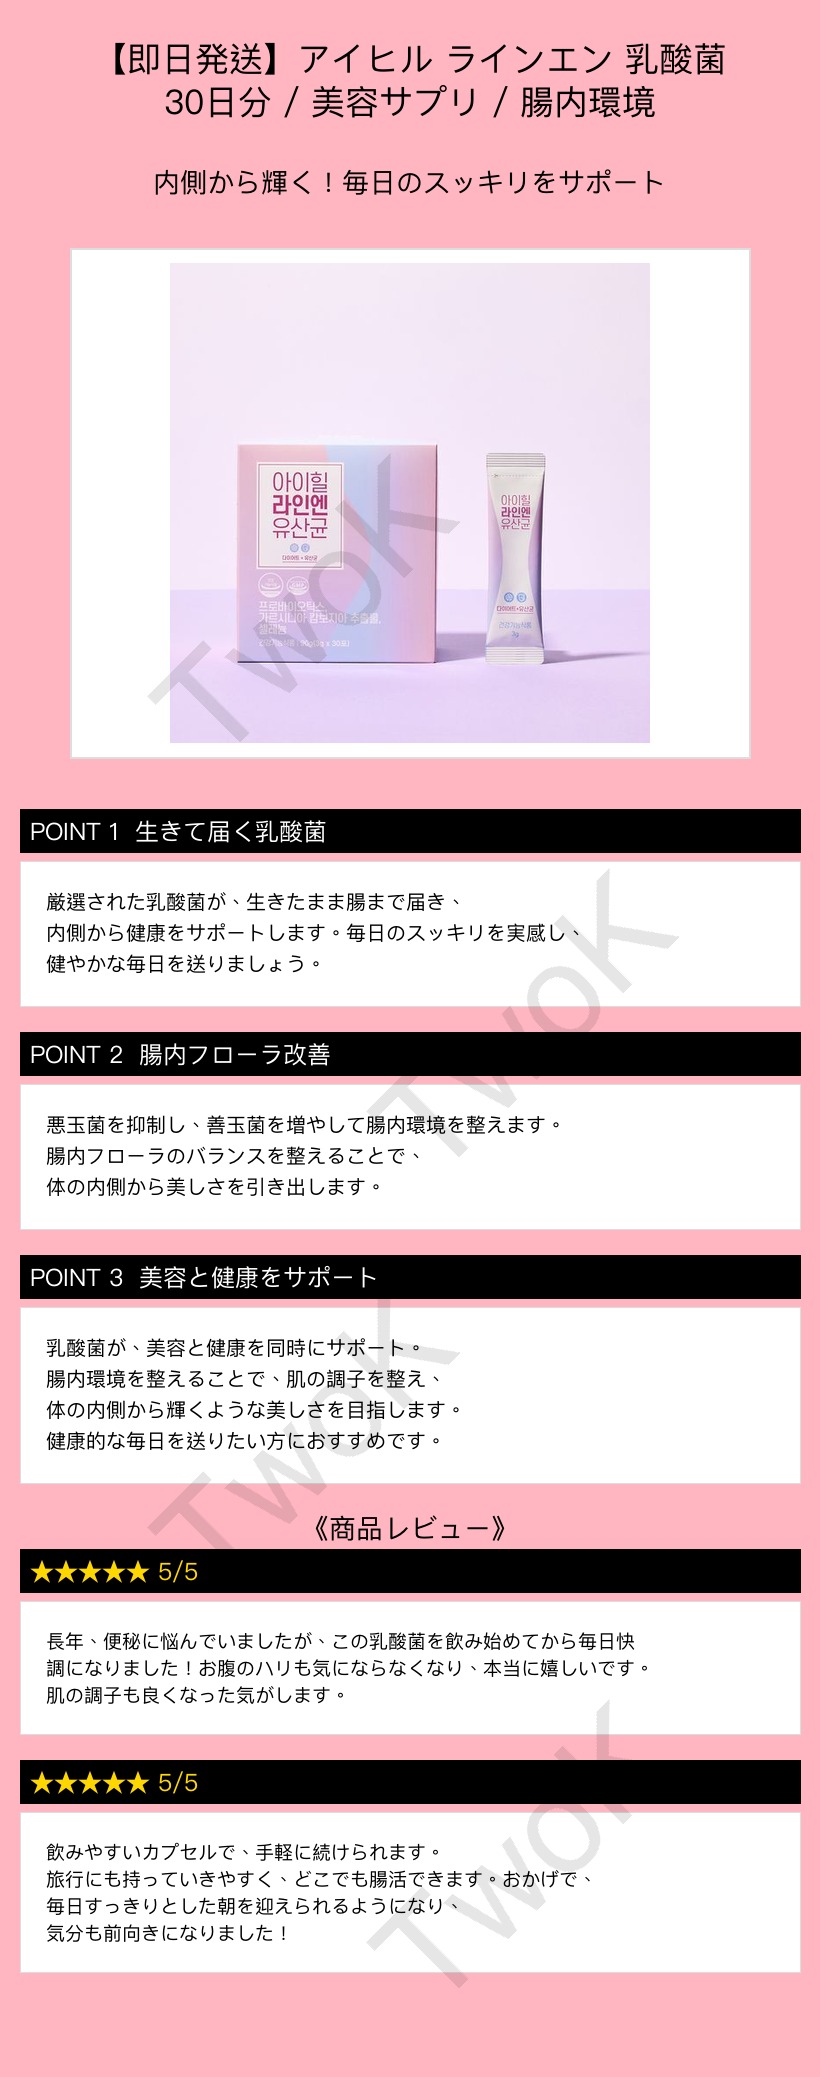 【即日発送】アイヒル ラインエン 乳酸菌
30日分 / 美容サプリ / 腸内環境
内側から輝く！毎日のスッキリをサポート
아이힐
라인엔
유산균
다이어트+유산균
프로바이오틱스,
가르시니아 캄보지아 추출물,
셀레늄
건강기능식품 | 90g(3g x 30포)
아이힐
라인엔
유산균
다이어트+유산균
건강기능식품
3g
TwoK
POINT 1 生きて届く乳酸菌
厳選された乳酸菌が、生きたまま腸まで届き、
内側から健康をサポートします。毎日のスッキリを実感し、
健やかな毎日を送りましょう。
TwoK
POINT 2 腸内フローラ改善
悪玉菌を抑制し、善玉菌を増やして腸内環境を整えます。
腸内フローラのバランスを整えることで、
体の内側から美しさを引き出します。
POINT 3 美容と健康をサポート
乳酸菌が、美容と健康を同時にサポート。
腸内環境を整えることで、肌の調子を整え、
体の内側から輝くような美しさを目指します。
健康的な毎日を送りたい方におすすめです。
TwoK
《商品レビュー》
★★★★★ 5/5
長年、便秘に悩んでいましたが、この乳酸菌を飲み始めてから毎日快
調になりました！お腹のハリも気にならなくなり、本当に嬉しいです。
肌の調子も良くなった気がします。
★★★★★ 5/5
飲みやすいカプセルで、手軽に続けられます。
旅行にも持っていきやすく、どこでも腸活できます。おかげで、
毎日すっきりとした朝を迎えられるようになり、
気分も前向きになりました！
TwoK